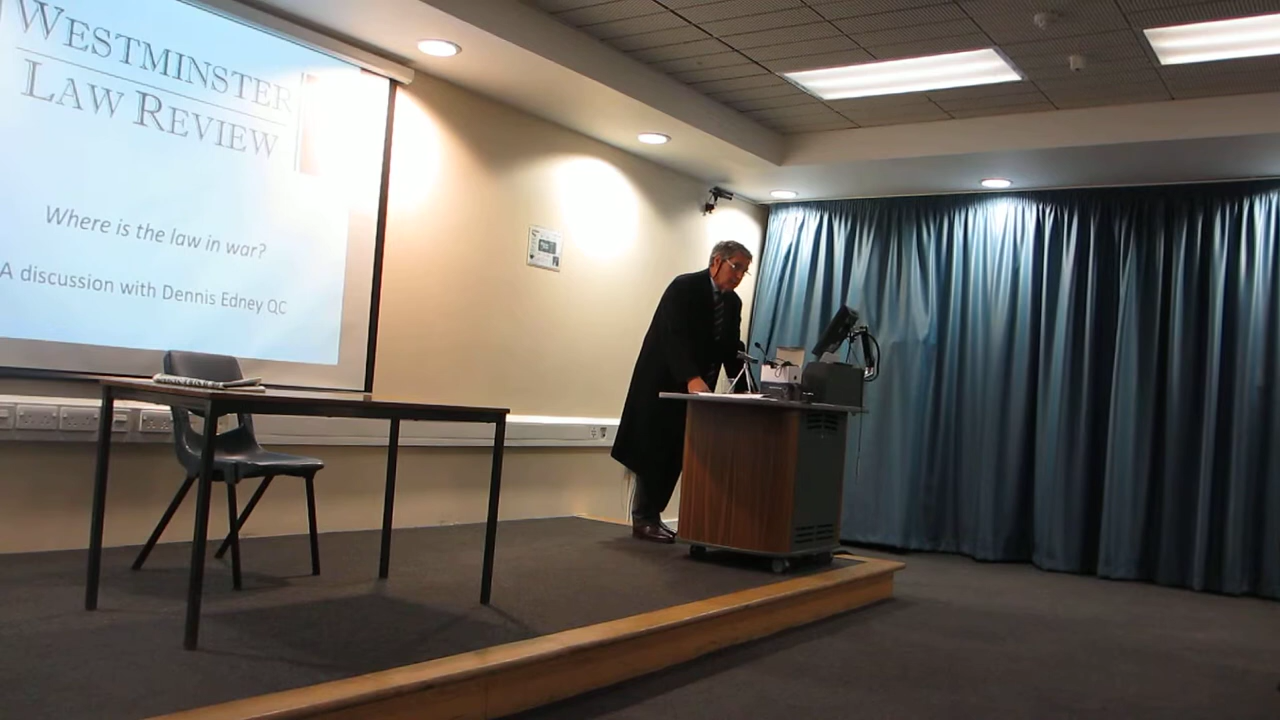 WESTMINSTER
LAW REVIEW
Where is the law in war?
A discussion with Dennis Edney QC